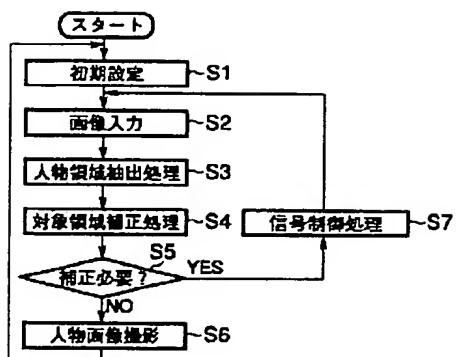 スタート
初期設定 S1
画像入力 S2
人物領域抽出処理 S3
対象領域補正処理 S4
信号制御処理 S7
S5
補正必要? YES
NO
人物画像撮影 S6